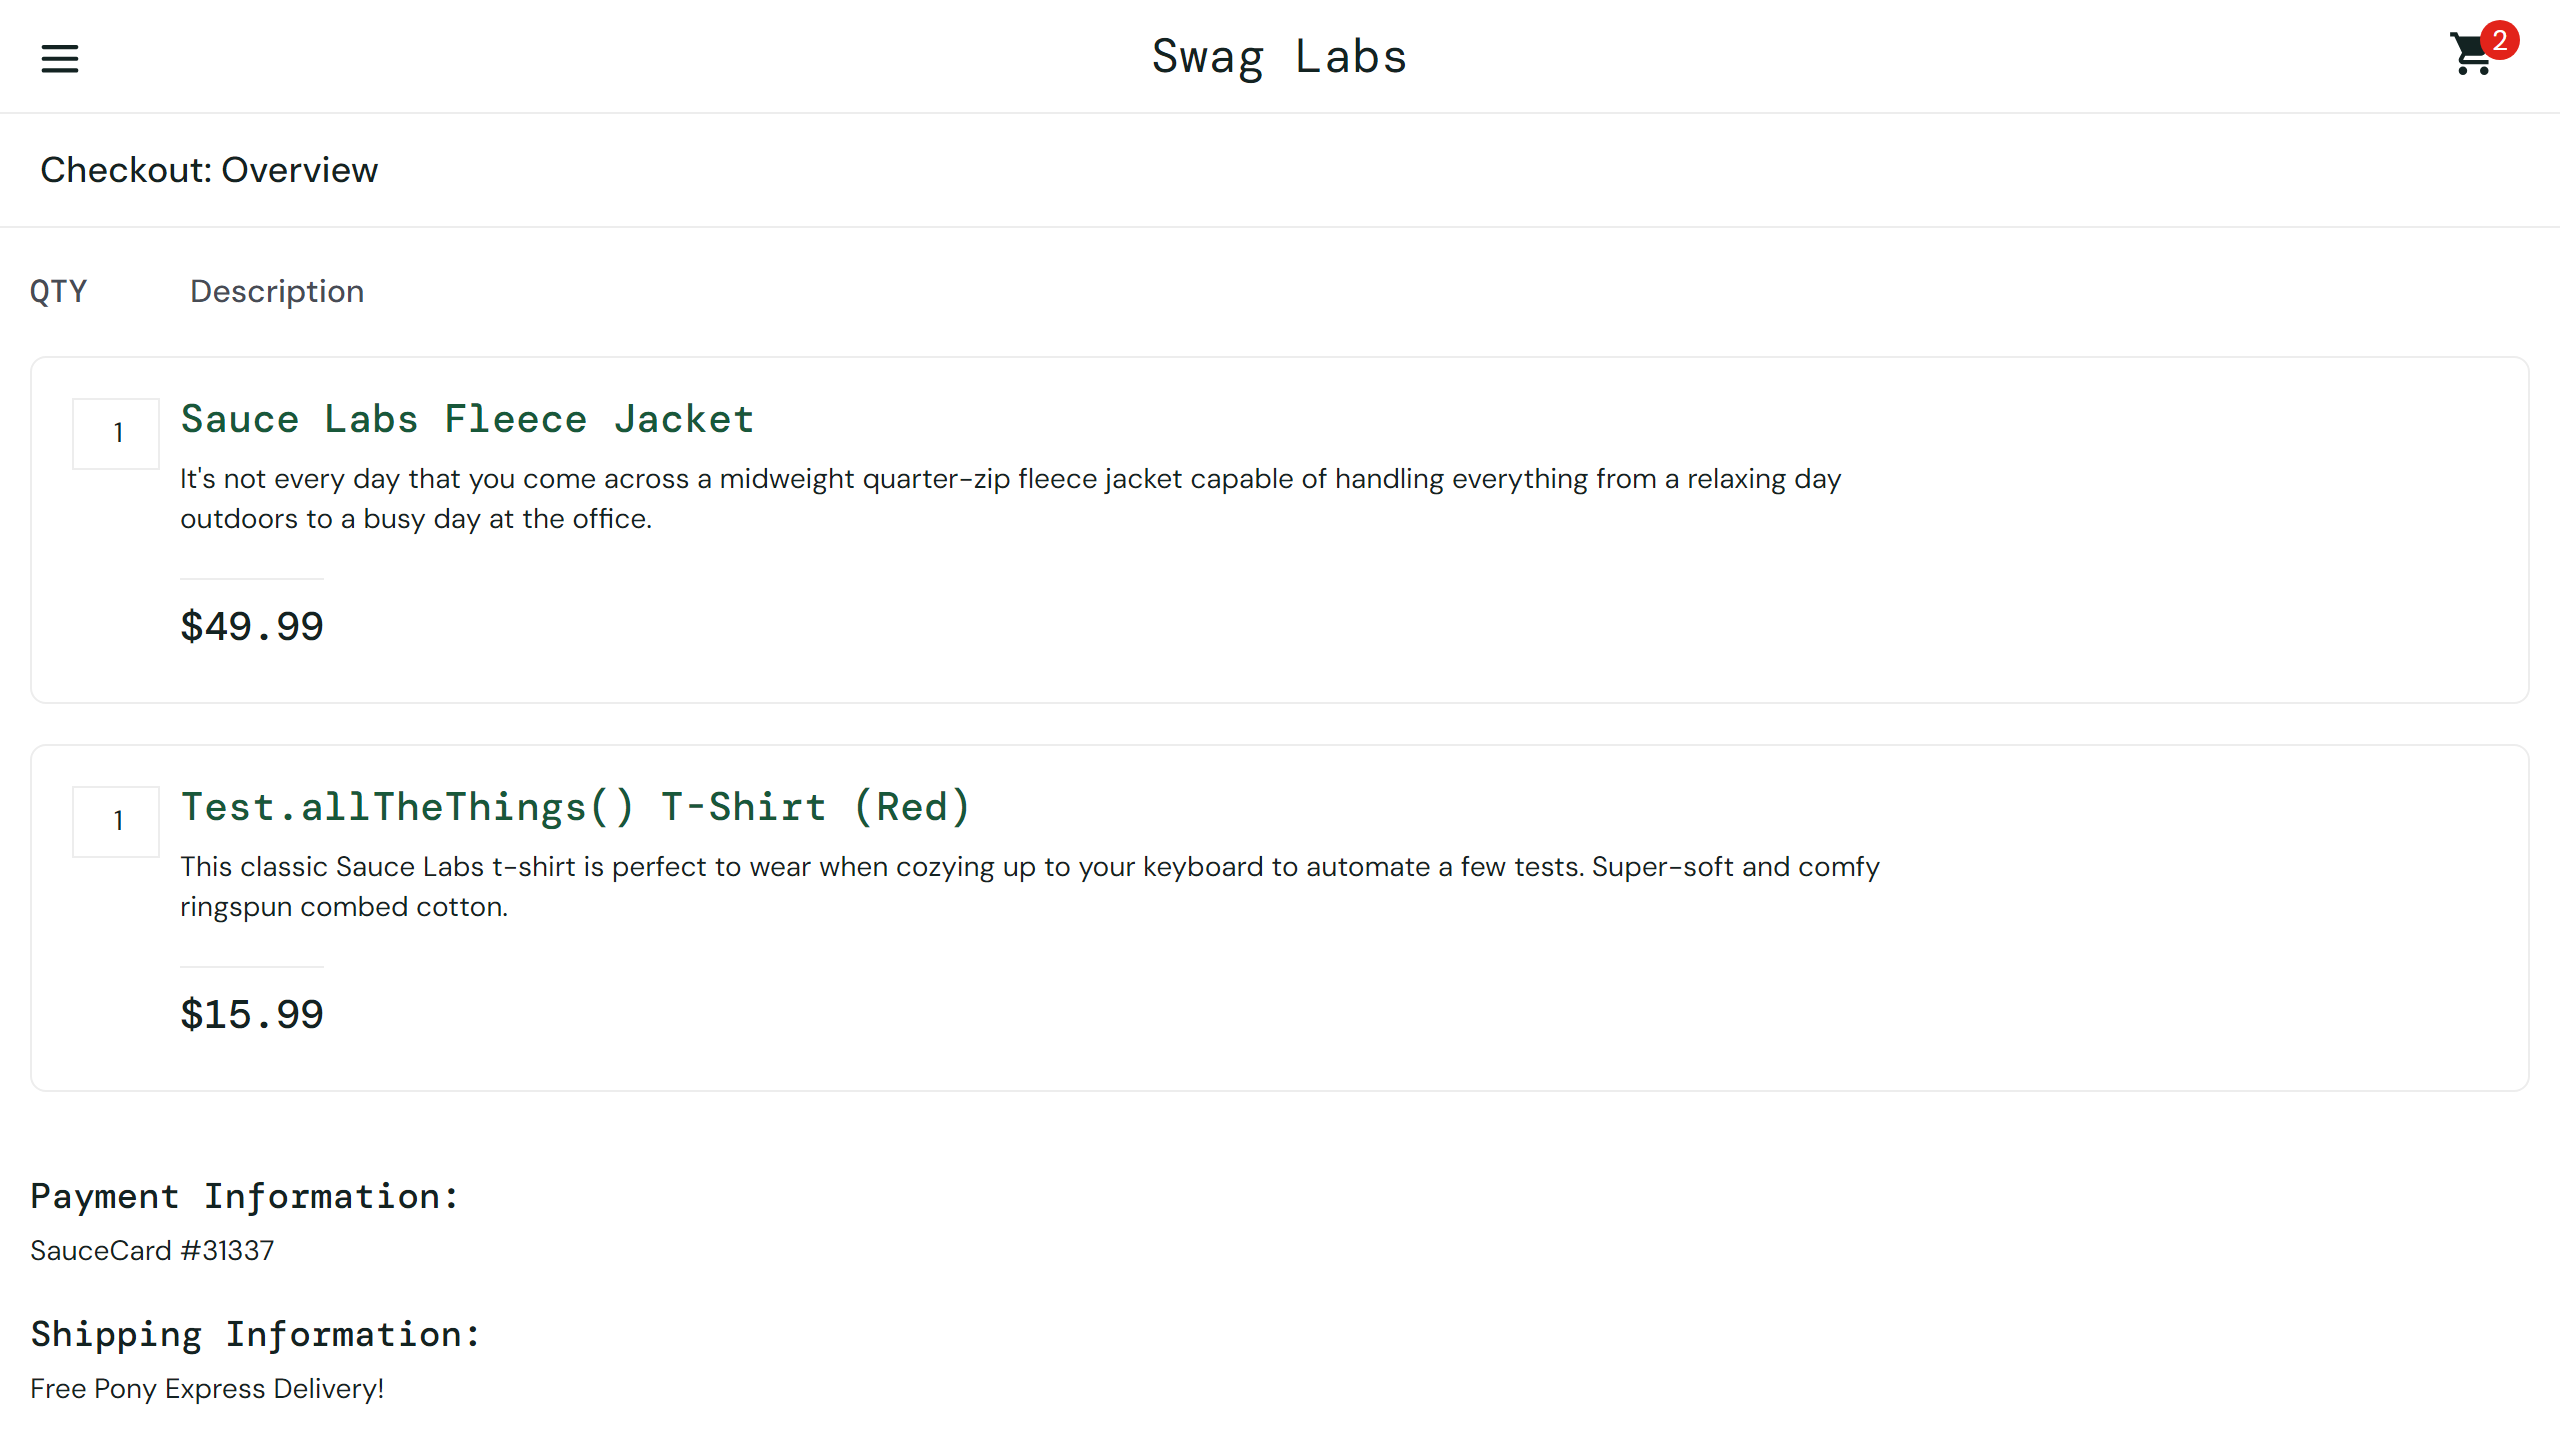 Swag Labs
2
Checkout: Overview
QTY Description
1
Sauce Labs Fleece Jacket
It's not every day that you come across a midweight quarter-zip fleece jacket capable of handling everything from a relaxing day
outdoors to a busy day at the office.
$49.99
1
Test.allTheThings() T-Shirt (Red)
This classic Sauce Labs t-shirt is perfect to wear when cozying up to your keyboard to automate a few tests. Super-soft and comfy
ringspun combed cotton.
$15.99
Payment Information:
SauceCard #31337
Shipping Information:
Free Pony Express Delivery!